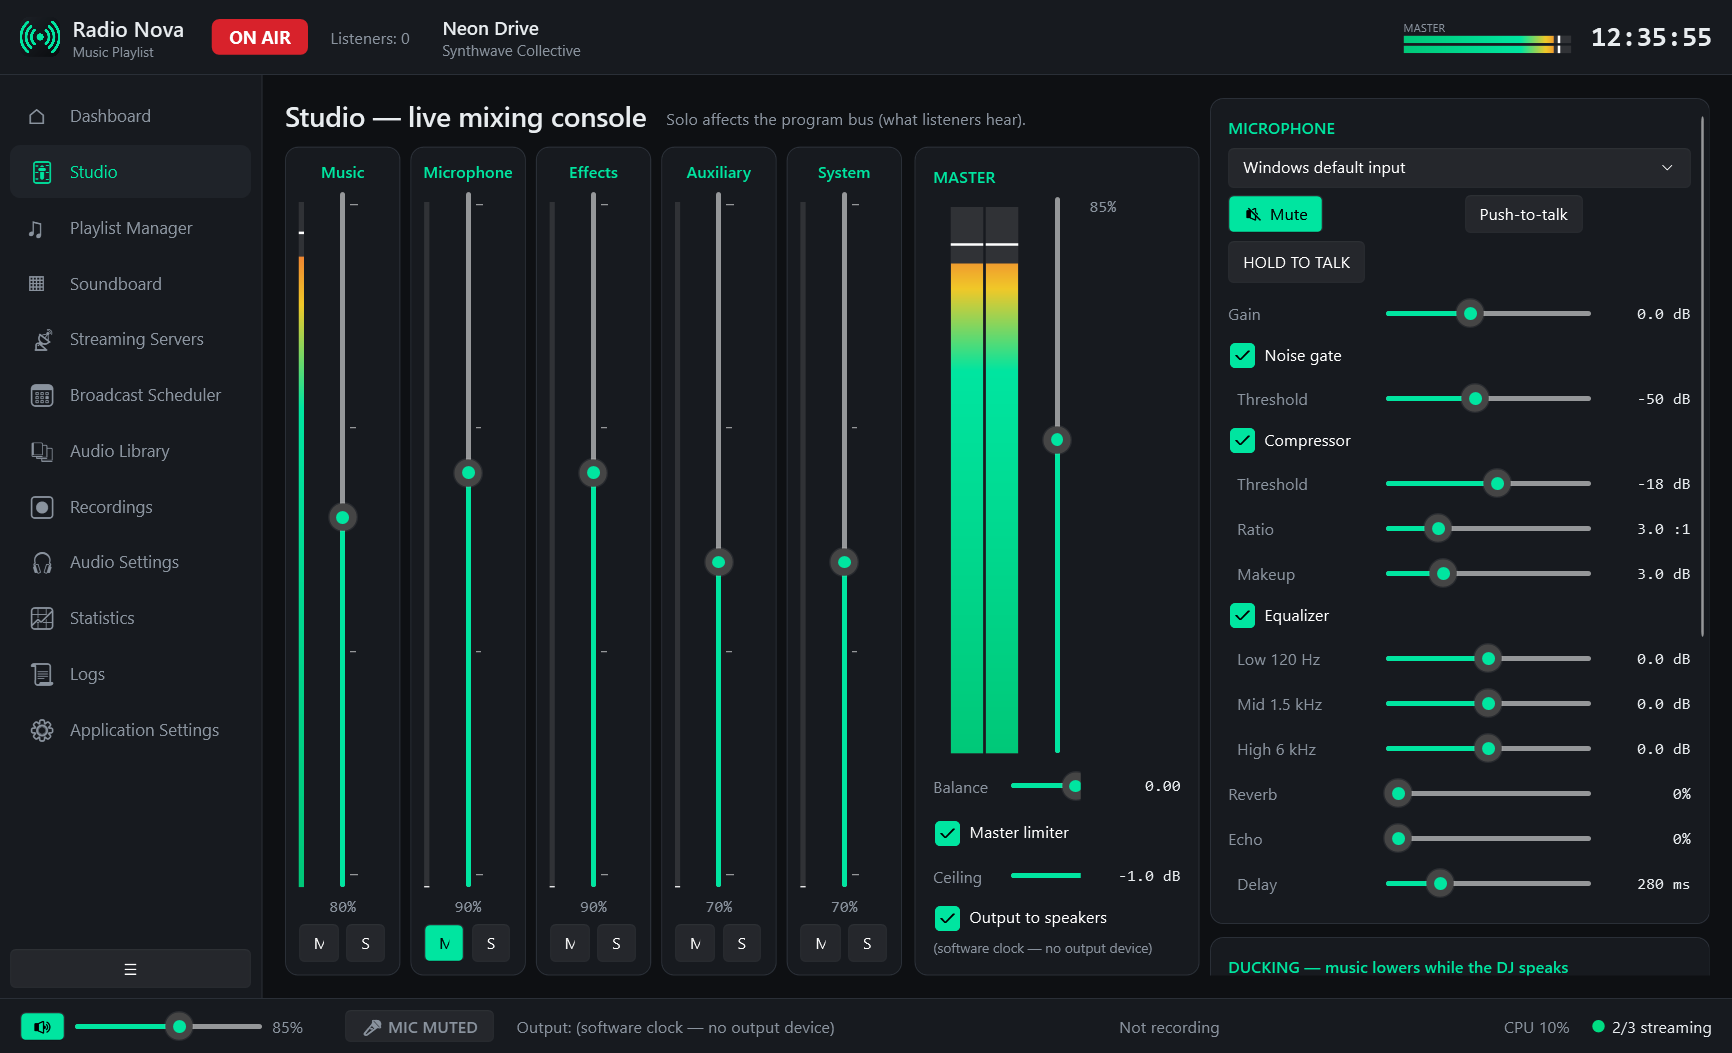 Radio Nova
Music Playlist
ON AIR
Listeners: 0
Neon Drive
Synthwave Collective
MASTER
12:35:55
Dashboard
Studio
Playlist Manager
Soundboard
Streaming Servers
Broadcast Scheduler
Audio Library
Recordings
Audio Settings
Statistics
Logs
Application Settings
Studio — live mixing console
Solo affects the program bus (what listeners hear).
Music
Microphone
Effects
Auxiliary
System
80%
90%
90%
70%
70%
M S
M S
M S
M S
M S
MASTER
85%
Balance 0.00
Master limiter
Ceiling -1.0 dB
Output to speakers
(software clock — no output device)
MICROPHONE
Windows default input
Mute
Push-to-talk
HOLD TO TALK
Gain 0.0 dB
Noise gate
Threshold -50 dB
Compressor
Threshold -18 dB
Ratio 3.0 :1
Makeup 3.0 dB
Equalizer
Low 120 Hz 0.0 dB
Mid 1.5 kHz 0.0 dB
High 6 kHz 0.0 dB
Reverb 0%
Echo 0%
Delay 280 ms
DUCKING — music lowers while the DJ speaks
85%
MIC MUTED
Output: (software clock — no output device)
Not recording
CPU 10%
2/3 streaming